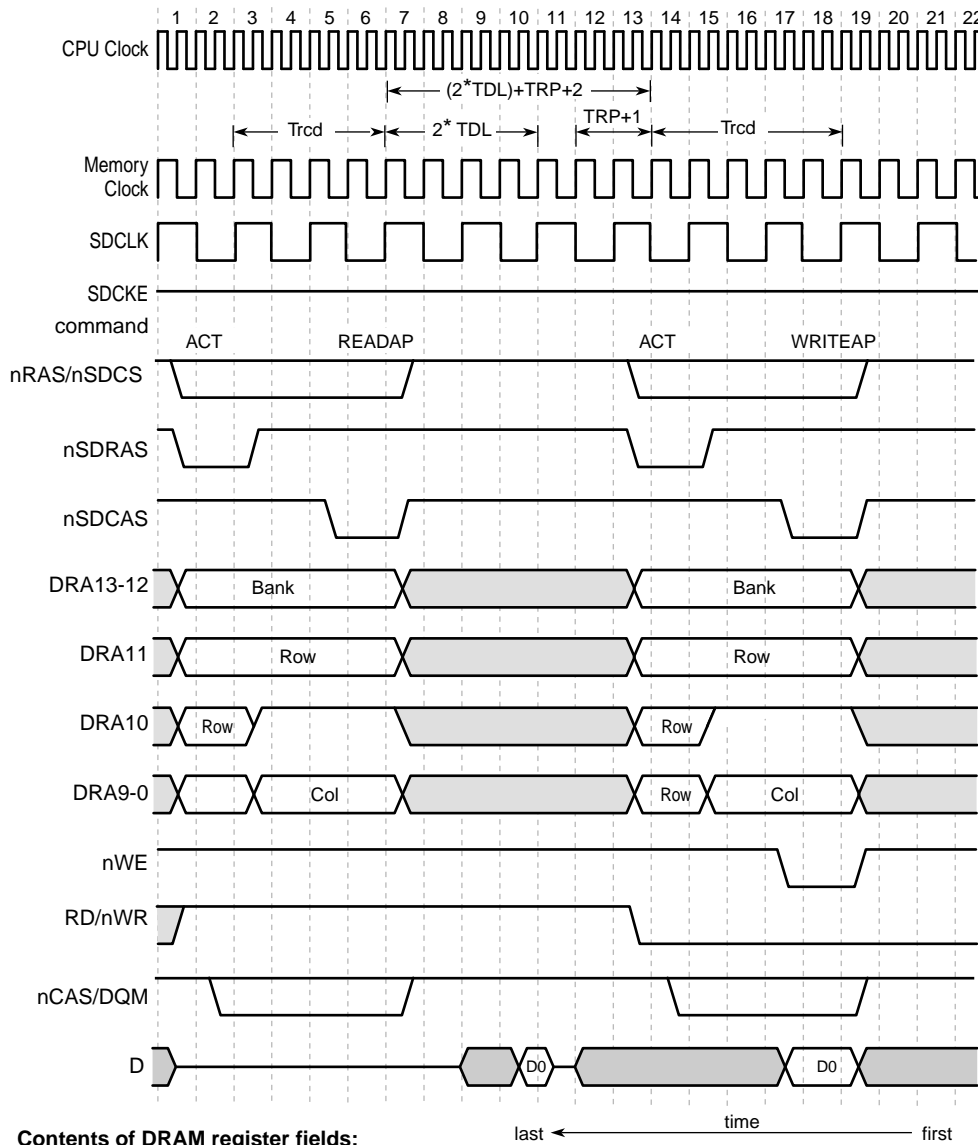 1 2 3 4 5 6 7 8 9 10 11 12 13 14 15 16 17 18 19 20 21 22
CPU Clock
(2*TDL)+TRP+2
Trcd 2* TDL TRP+1 Trcd
Memory
Clock
SDCLK
SDCKE
command
ACT READAP ACT WRITEAP
nRAS/nSDCS
nSDRAS
nSDCAS
DRA13-12 Bank Bank
DRA11 Row Row
DRA10 Row Row
DRA9-0 Col Row Col
nWE
RD/nWR
nCAS/DQM
D D0 D0
Contents of DRAM register fields: last time first